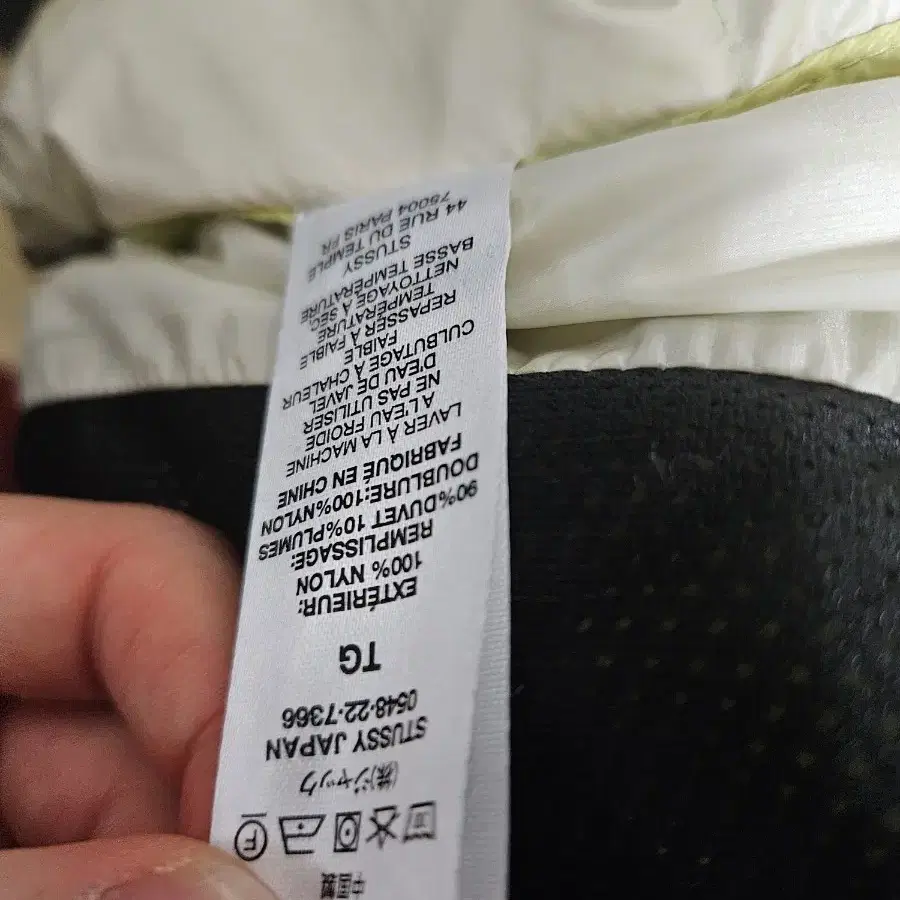 中国製
F
(株)ジャック
STUSSY JAPAN
0548-22-7366
TG
EXTÉRIEUR:
100% NYLON
REMPLISSAGE:
90%DUVET 10%PLUMES
DOUBLURE:100%NYLON
FABRIQUÉ EN CHINE
LAVER À LA MACHINE
A L'EAU FROIDE
NE PAS UTILISER
D'EAU DE JAVEL
CULBUTAGE À CHALEUR
FAIBLE
REPASSER À FAIBLE
TEMPÉRATURE
NETTOYAGE À SEC,
BASSE TEMPÉRATURE
STUSSY
44 RUE DU TEMPLE
75004 PARIS FR